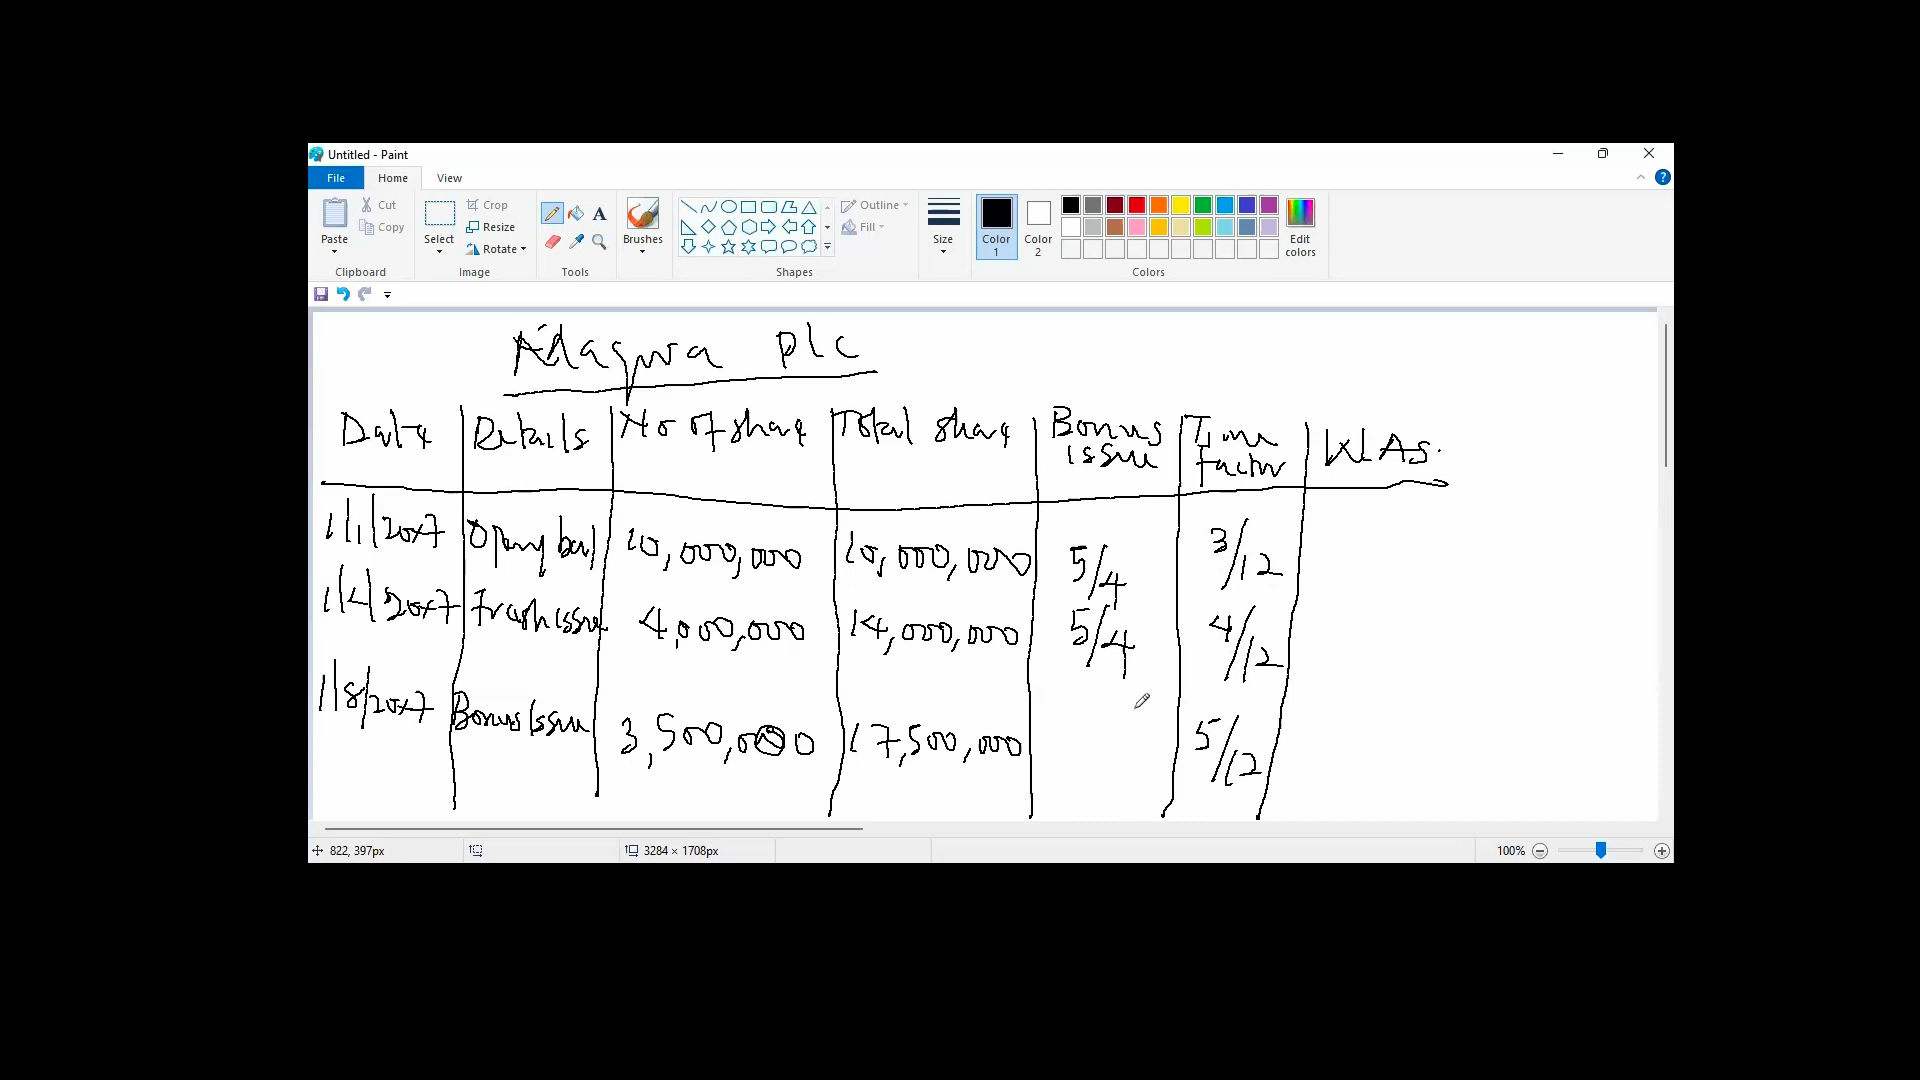 Untitled - Paint
File Home View
Cut
Copy
Paste
Clipboard
Select
Crop
Resize
Rotate
Image
Tools
Brushes
Shapes
Outline
Fill
Size
Color 1
Color 2
Edit colors
Colors
plc
Date Details No of share Total share Bonus issue Time factor WAS.
1/1/20x7 Opening bal 10,000,000 10,000,000 5/4 3/12
1/4/20x7 Fresh issue 4,000,000 14,000,000 5/4 4/12
1/8/20x7 Bonus Issue 3,500,000 17,500,000 5/12
822, 397px
3284 × 1708px
100%